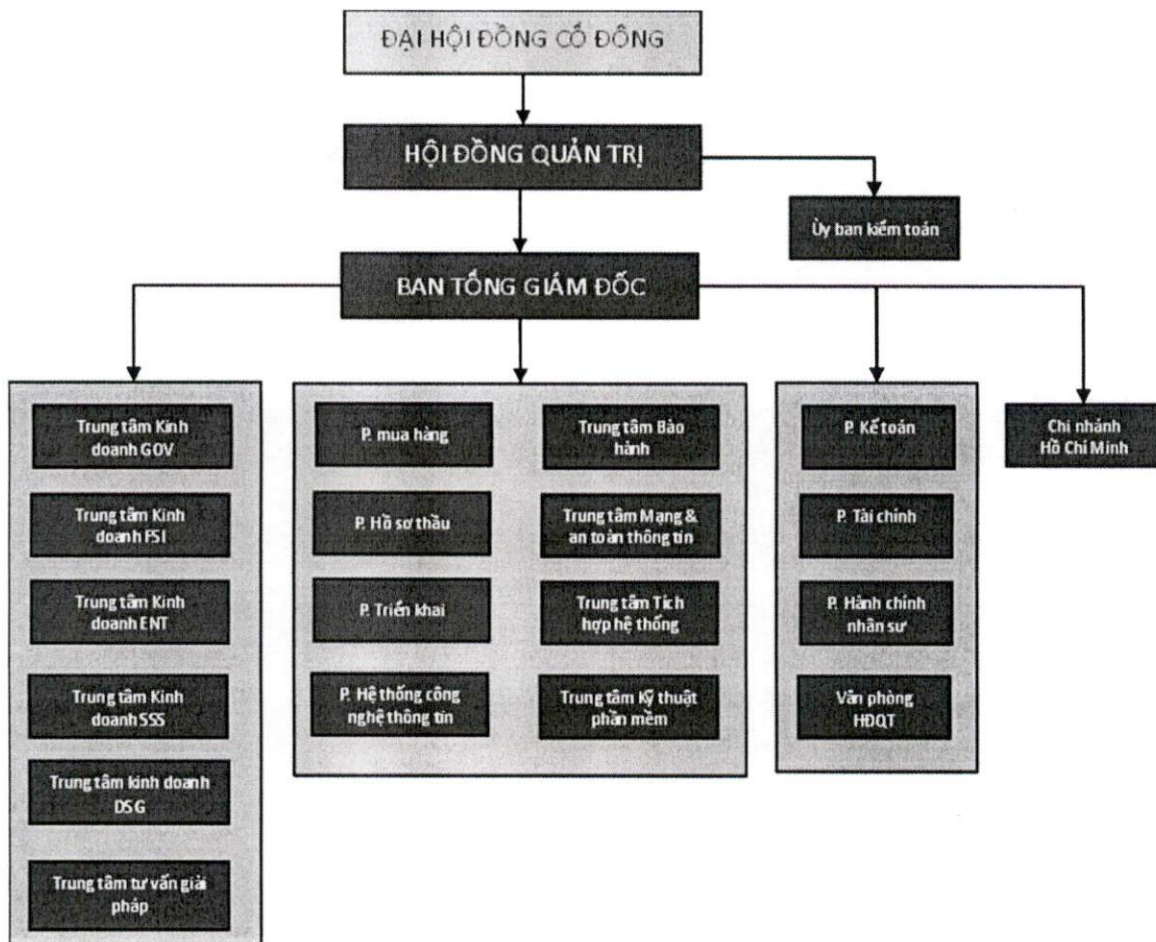 ĐẠI HỘI ĐỒNG CỔ ĐÔNG
HỘI ĐỒNG QUẢN TRỊ
Ủy ban kiểm toán
BAN TỔNG GIÁM ĐỐC
Trung tâm Kinh
doanh GOV
Trung tâm Kinh
doanh FSI
Trung tâm Kinh
doanh ENT
Trung tâm Kinh
doanh SSS
Trung tâm kinh doanh
DSG
Trung tâm tư vấn giải
pháp
P. mua hàng
P. Hồ sơ thầu
P. Triển khai
P. Hệ thống công
nghệ thông tin
Trung tâm Bảo
hành
Trung tâm Mạng &
an toàn thông tin
Trung tâm Tích
hợp hệ thống
Trung tâm Kỹ thuật
phần mềm
P. Kế toán
P. Tài chính
P. Hành chính
nhân sự
Văn phòng
HĐQT
Chi nhánh
Hồ Chí Minh